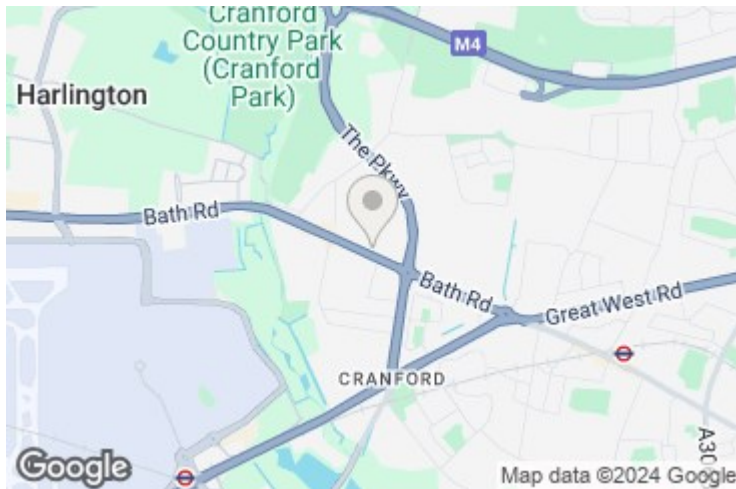 Cranford
Country Park
(Cranford
Park)
M4
Harlington
The Pkwy
Bath Rd
Bath Rd
Great West Rd
CRANFORD
Google
Map data ©2024 Google